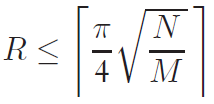 R ≤ ⌈ π/4 √(N/M) ⌉